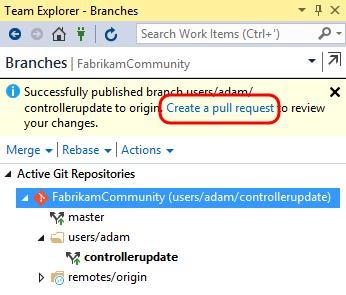 Team Explorer - Branches
Search Work Items (Ctrl+')
Branches | FabrikamCommunity
Successfully published branch users/adam/
controllerupdate to origin. Create a pull request to review
your changes.
Merge Rebase Actions
Active Git Repositories
FabrikamCommunity (users/adam/controllerupdate)
master
users/adam
controllerupdate
remotes/origin